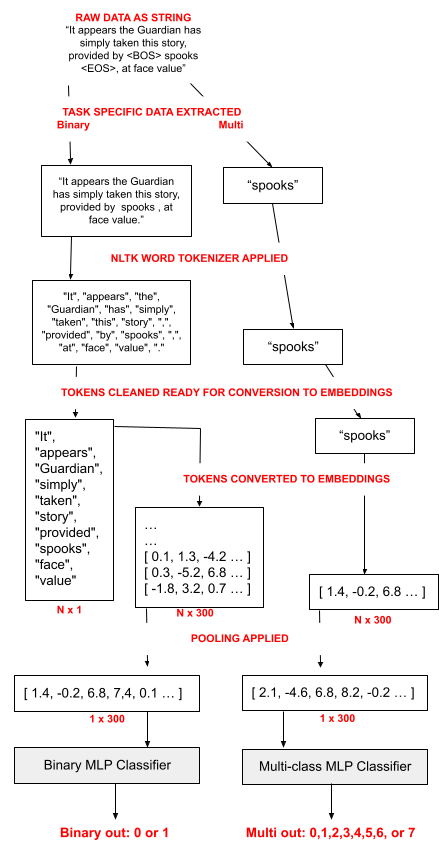 RAW DATA AS STRING
“It appears the Guardian has
simply taken this story,
provided by <BOS> spooks
<EOS>, at face value”
TASK SPECIFIC DATA EXTRACTED
Binary
Multi
“It appears the Guardian
has simply taken this story,
provided by  spooks , at
face value.”
“spooks”
NLTK WORD TOKENIZER APPLIED
"It", "appears", "the",
"Guardian", "has", "simply",
"taken", "this", "story", ",",
"provided", "by", "spooks", ",",
"at", "face", "value", "."
“spooks”
TOKENS CLEANED READY FOR CONVERSION TO EMBEDDINGS
"It",
"appears",
"Guardian",
"simply",
"taken",
"story",
"provided",
"spooks",
"face",
"value"
N x 1
“spooks”
TOKENS CONVERTED TO EMBEDDINGS
…
…
[ 0.1, 1.3, -4.2 … ]
[ 0.3, -5.2, 6.8 … ]
[ -1.8, 3.2, 0.7 … ]
N x 300
[ 1.4, -0.2, 6.8 … ]
N x 300
POOLING APPLIED
[ 1.4, -0.2, 6.8, 7,4, 0.1 … ]
1 x 300
[ 2.1, -4.6, 6.8, 8.2, -0.2 … ]
1 x 300
Binary MLP Classifier
Multi-class MLP Classifier
Binary out: 0 or 1
Multi out: 0,1,2,3,4,5,6, or 7